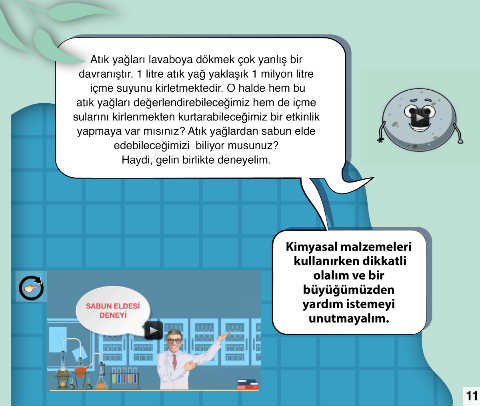 Atık yağları lavaboya dökmek çok yanlış bir
davranıştır. 1 litre atık yağ yaklaşık 1 milyon litre
içme suyunu kirletmektedir. O halde hem bu
atık yağları değerlendirebileceğimiz hem de içme
sularını kirlenmekten kurtarabileceğimiz bir etkinlik
yapmaya var mısınız? Atık yağlardan sabun elde
edebileceğimizi biliyor musunuz?
Haydi, gelin birlikte deneyelim.
Kimyasal malzemeleri
kullanırken dikkatli
olalım ve bir
büyüğümüzden
yardım istemeyi
unutmayalım.
SABUN ELDESİ
DENEYİ
11